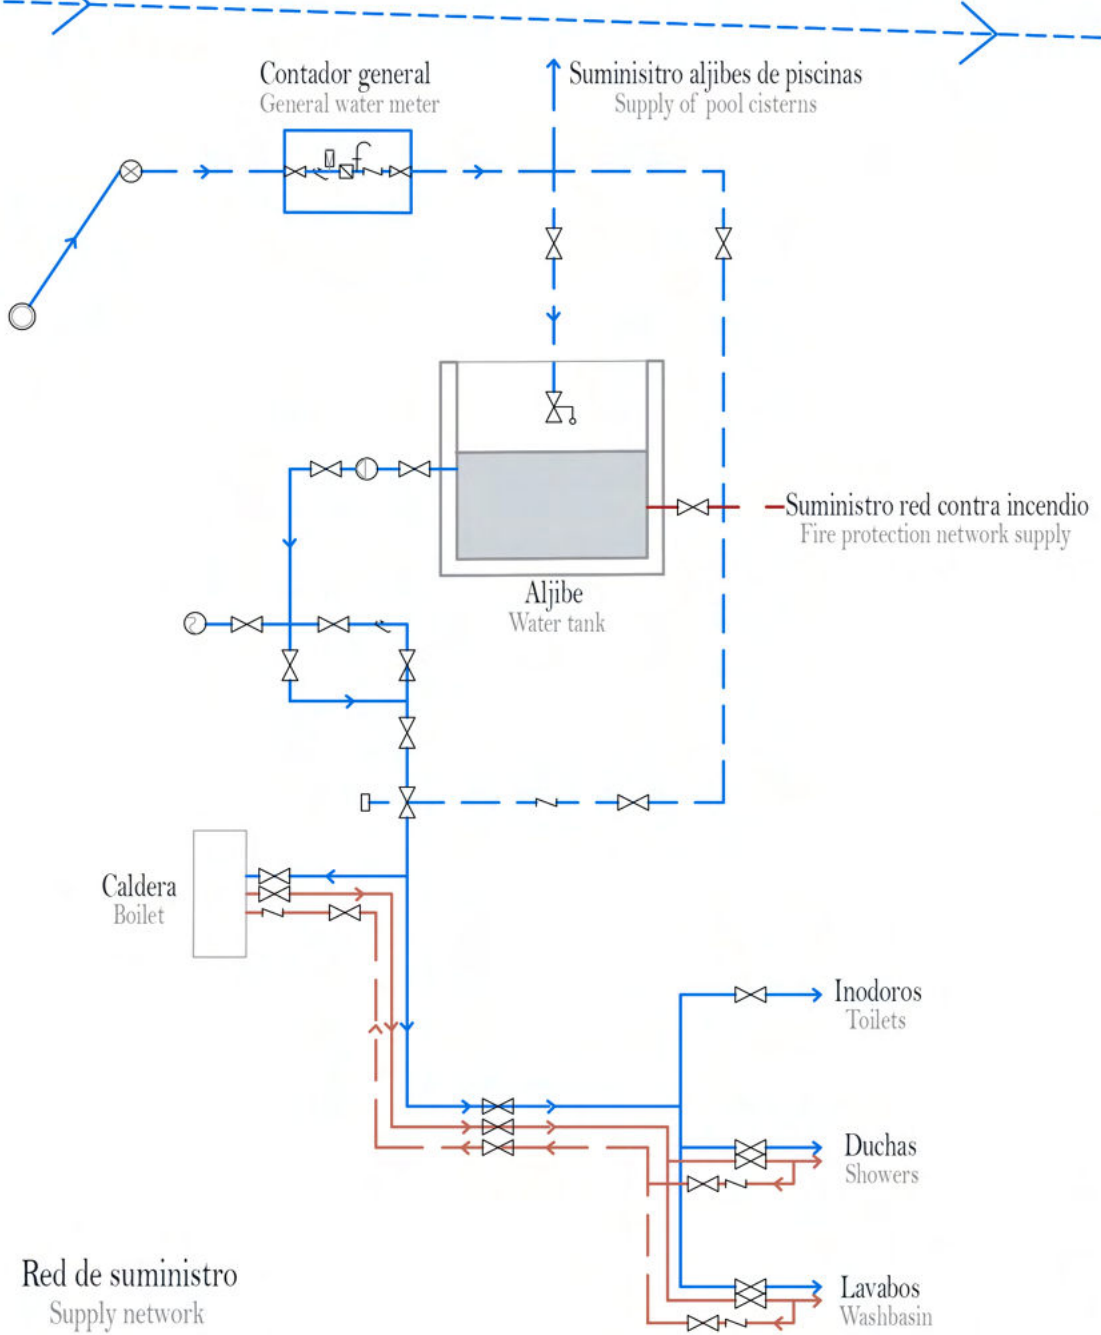 Contador general
General water meter
Suminisitro aljibes de piscinas
Supply of pool cisterns
M
Suministro red contra incendio
Fire protection network supply
Aljibe
Water tank
Caldera
Boilet
Inodoros
Toilets
Duchas
Showers
Lavabos
Washbasin
Red de suministro
Supply network